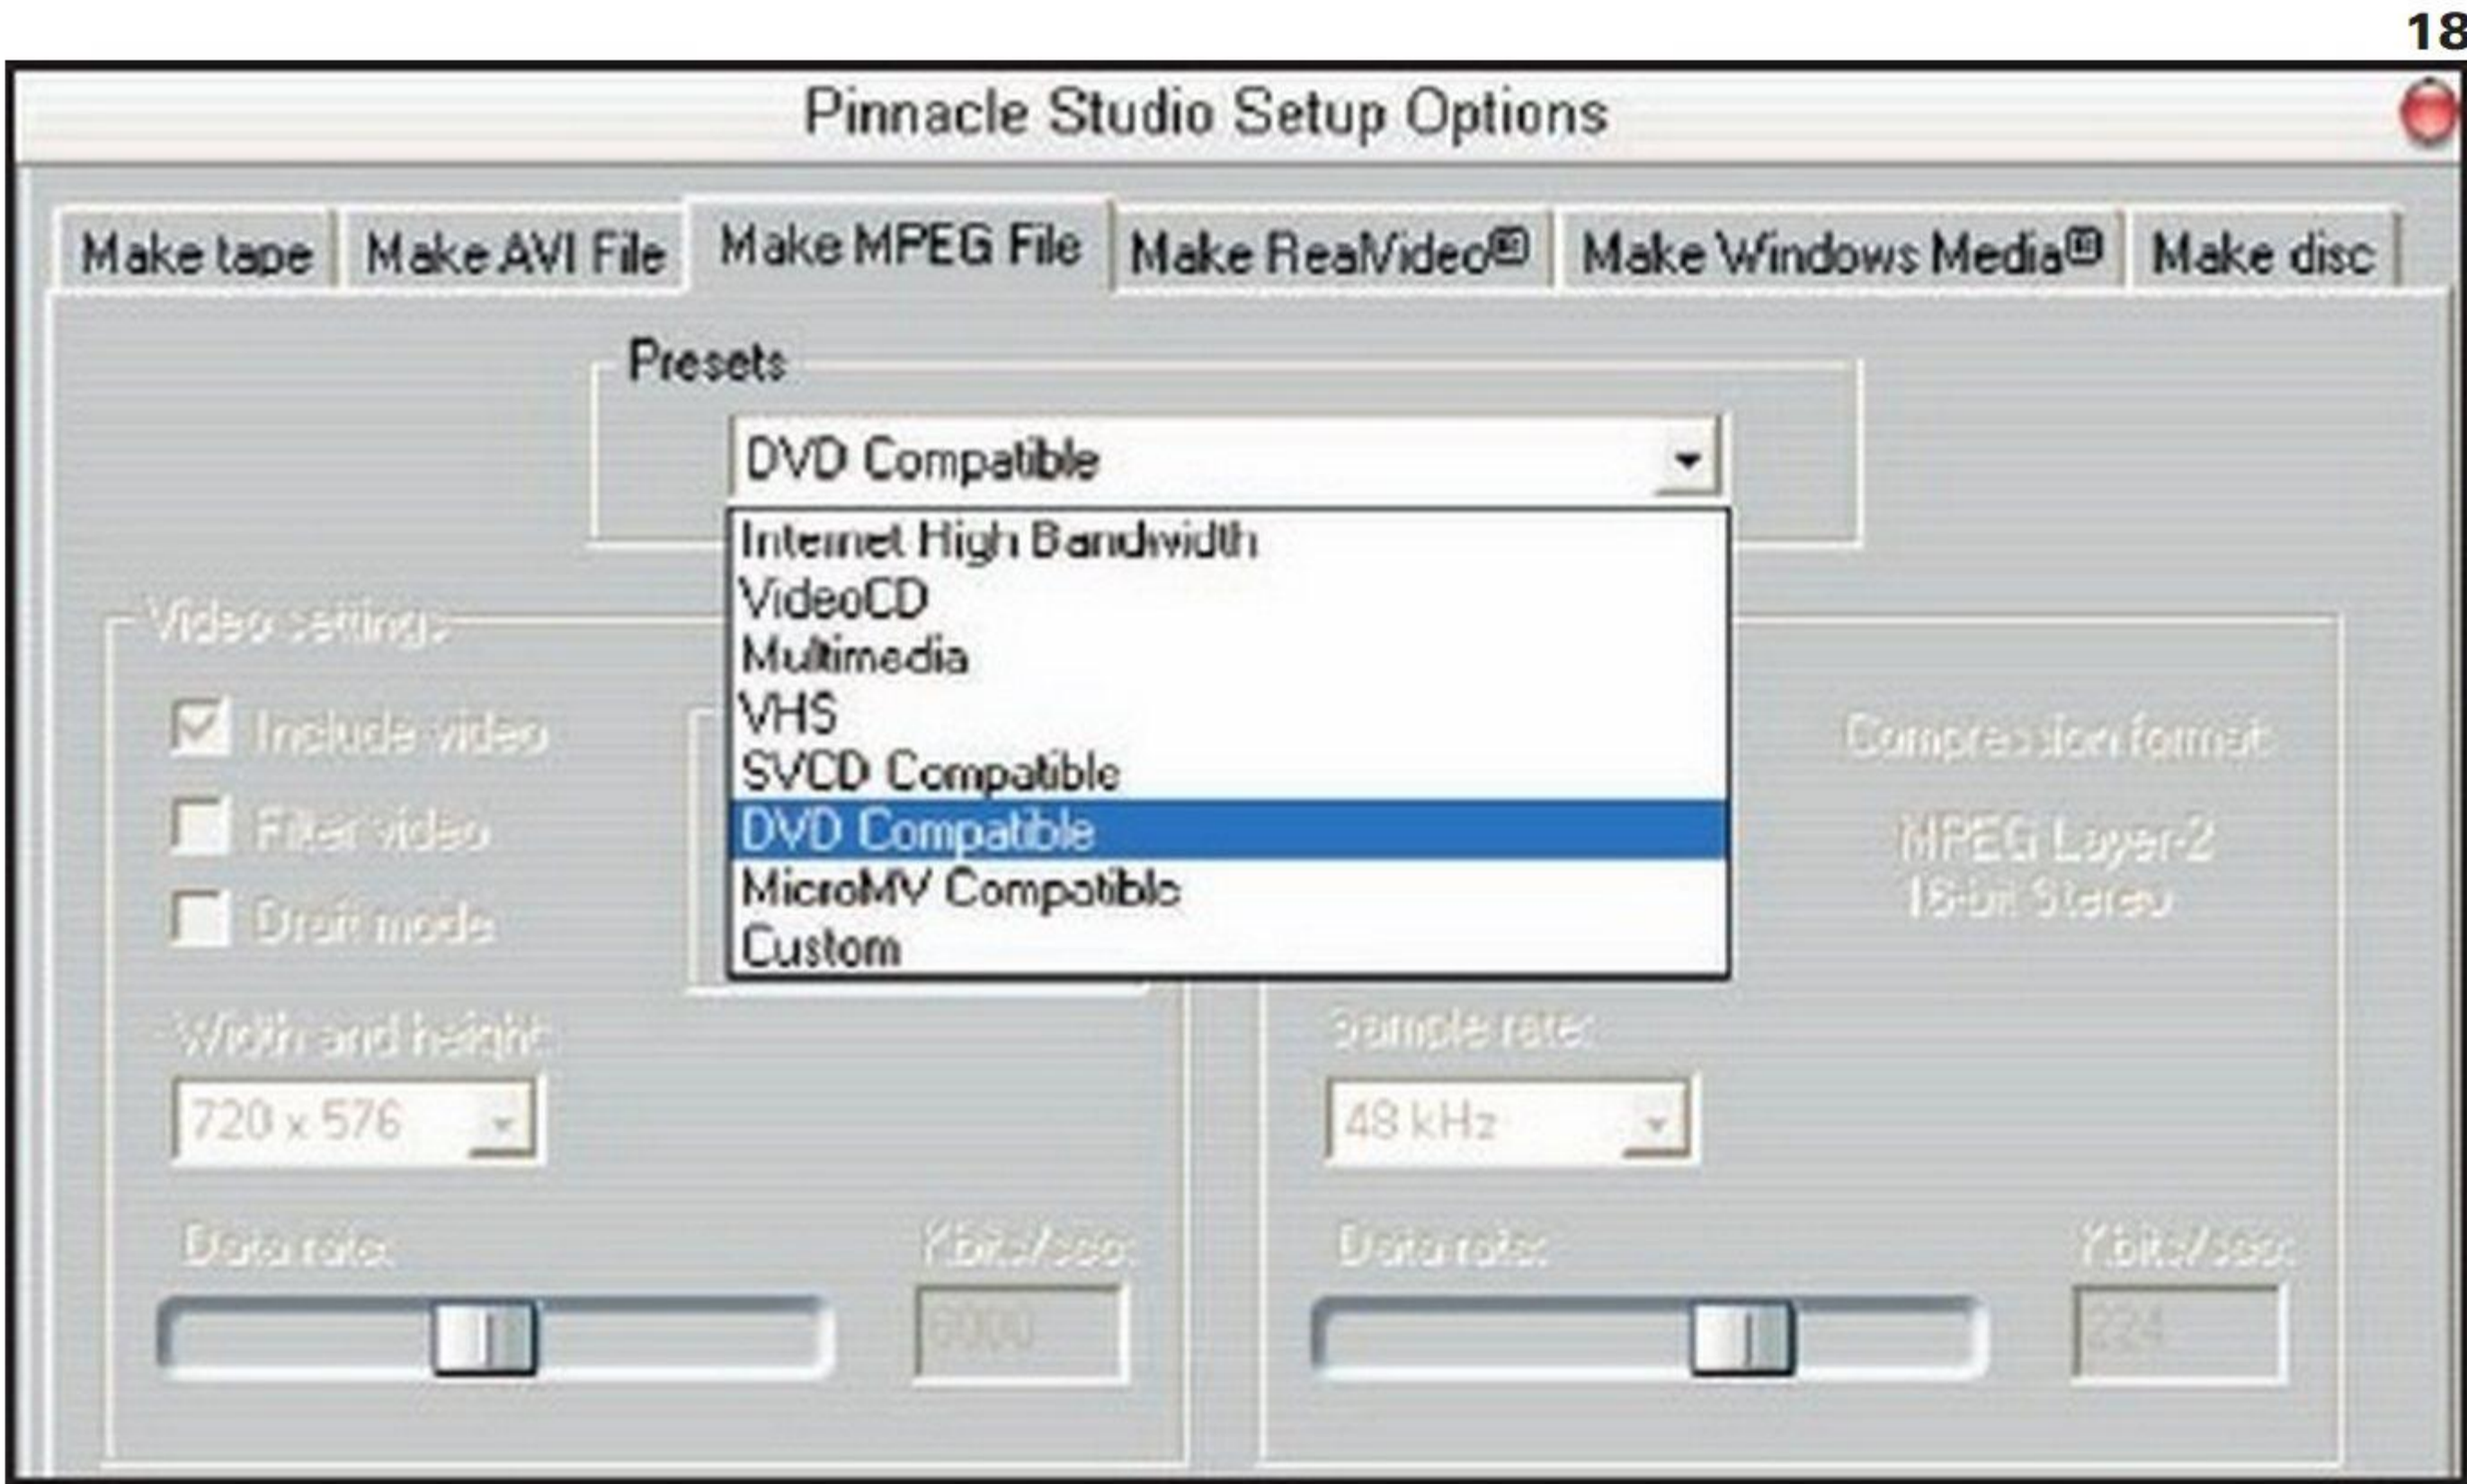 18
Pinnacle Studio Setup Options
Make tape Make AVI File Make MPEG File Make RealVideo® Make Windows Media® Make disc
Presets
DVD Compatible
Internet High Bandwidth
VideoCD
Multimedia
VHS
SVCD Compatible
DVD Compatible
MicroMV Compatible
Custom
Video settings
Include video
Filter video
Draft mode
Compression format:
MPEG Layer-2
16-bit Stereo
Width and height: Sample rate:
720 x 576 48 kHz
Data rate: Kbits/sec: Data rate: Kbits/sec:
6000 224